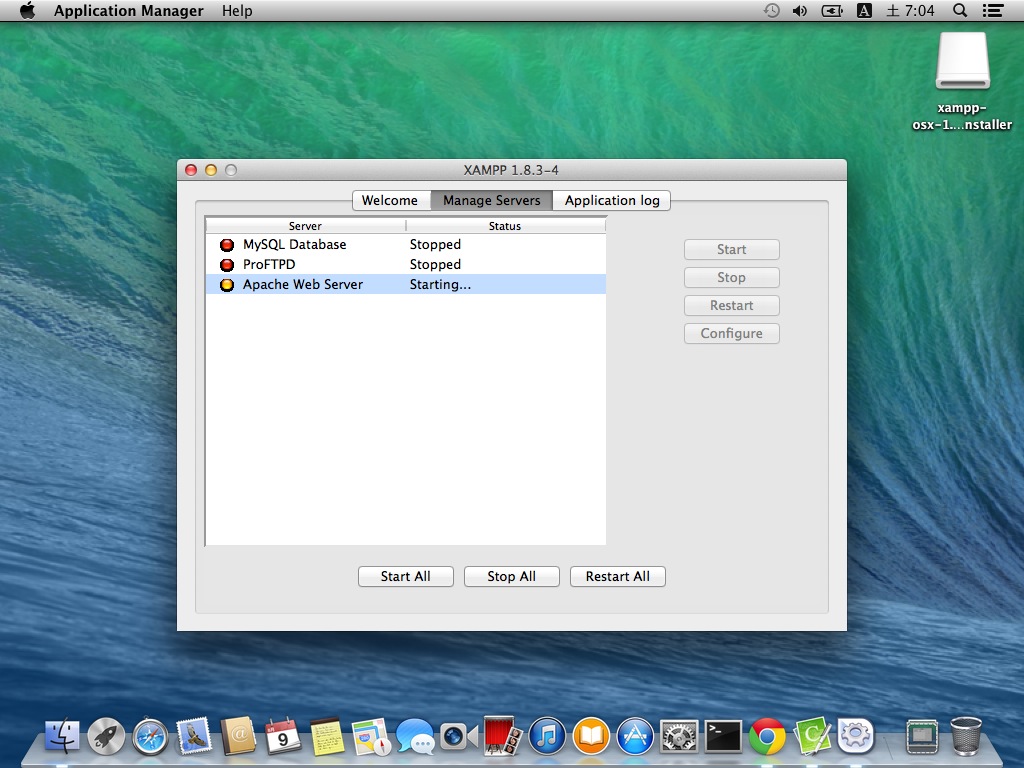 Application Manager Help A 土 7:04
xampp-
osx-1....nstaller
XAMPP 1.8.3-4
Welcome Manage Servers Application log
Server Status
MySQL Database Stopped
ProFTPD Stopped
Apache Web Server Starting...
Start
Stop
Restart
Configure
Start All Stop All Restart All
9